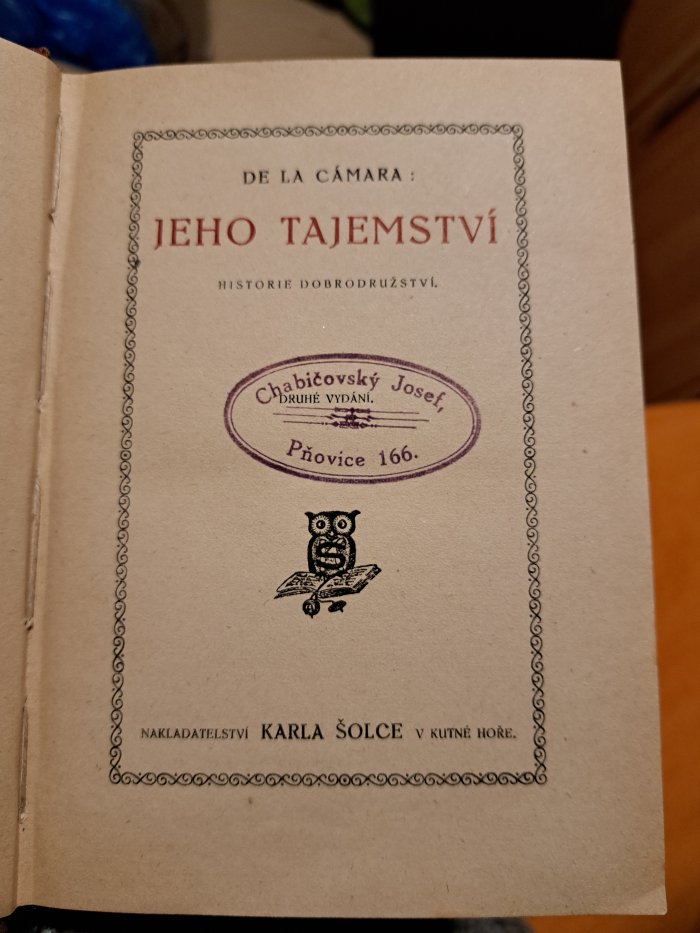 DE LA CÁMARA:
JEHO TAJEMSTVÍ
HISTORIE DOBRODRUŽSTVÍ.
Chabičovský Josef,
DRUHÉ VYDÁNÍ.
Pňovice 166.
Š
NAKLADATELSTVÍ KARLA ŠOLCE V KUTNÉ HOŘE.